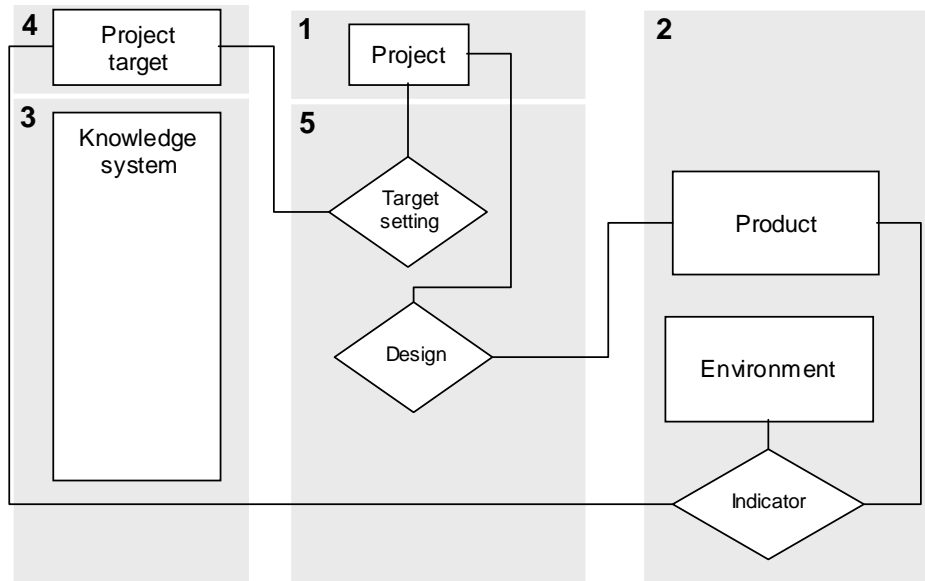 4
Project
target
1
Project
2
3
Knowledge
system
5
Target
setting
Product
Design
Environment
Indicator